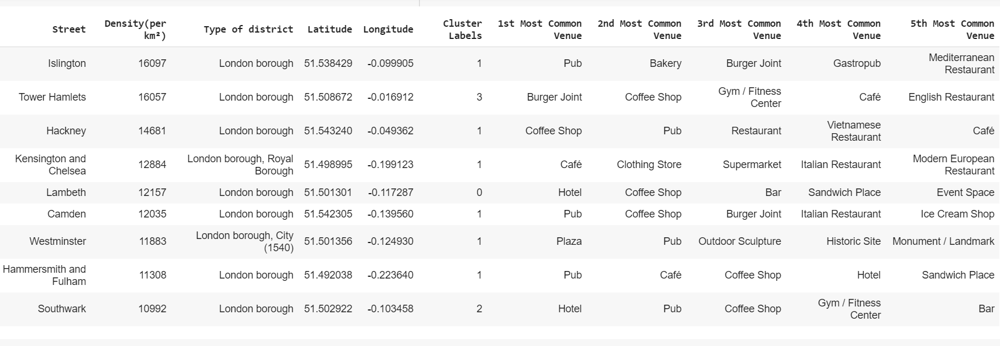 Street Density(per km²) Type of district Latitude Longitude Cluster Labels 1st Most Common Venue 2nd Most Common Venue 3rd Most Common Venue 4th Most Common Venue 5th Most Common Venue
Islington 16097 London borough 51.538429 -0.099905 1 Pub Bakery Burger Joint Gastropub Mediterranean Restaurant
Tower Hamlets 16057 London borough 51.508672 -0.016912 3 Burger Joint Coffee Shop Gym / Fitness Center Café English Restaurant
Hackney 14681 London borough 51.543240 -0.049362 1 Coffee Shop Pub Restaurant Vietnamese Restaurant Café
Kensington and Chelsea 12884 London borough, Royal Borough 51.498995 -0.199123 1 Café Clothing Store Supermarket Italian Restaurant Modern European Restaurant
Lambeth 12157 London borough 51.501301 -0.117287 0 Hotel Coffee Shop Bar Sandwich Place Event Space
Camden 12035 London borough 51.542305 -0.139560 1 Pub Coffee Shop Burger Joint Italian Restaurant Ice Cream Shop
Westminster 11883 London borough, City (1540) 51.501356 -0.124930 1 Plaza Pub Outdoor Sculpture Historic Site Monument / Landmark
Hammersmith and Fulham 11308 London borough 51.492038 -0.223640 1 Pub Café Coffee Shop Hotel Sandwich Place
Southwark 10992 London borough 51.502922 -0.103458 2 Hotel Pub Coffee Shop Gym / Fitness Center Bar